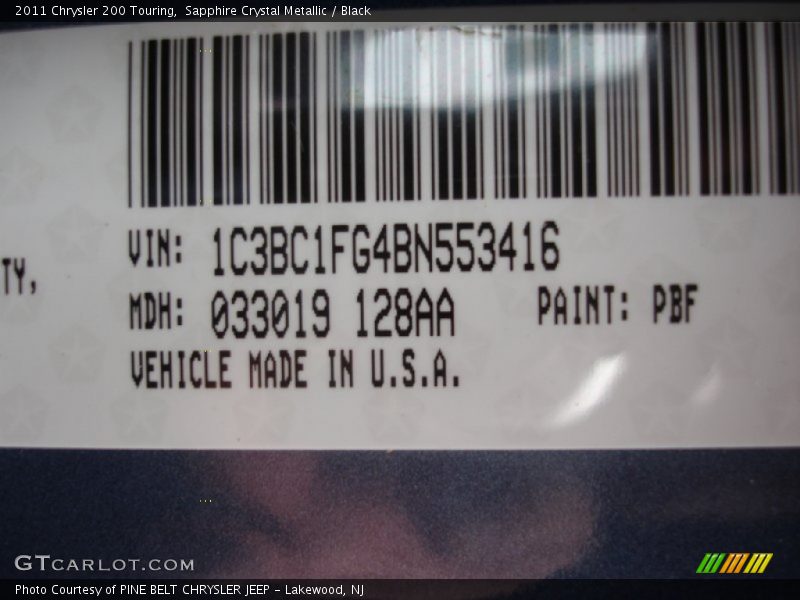 2011 Chrysler 200 Touring,  Sapphire Crystal Metallic / Black
VIN: 1C3BC1FG4BN553416
TY,
MDH: 033019 128AA PAINT: PBF
VEHICLE MADE IN U.S.A.
GTCARLOT.COM
Photo Courtesy of PINE BELT CHRYSLER JEEP - Lakewood, NJ